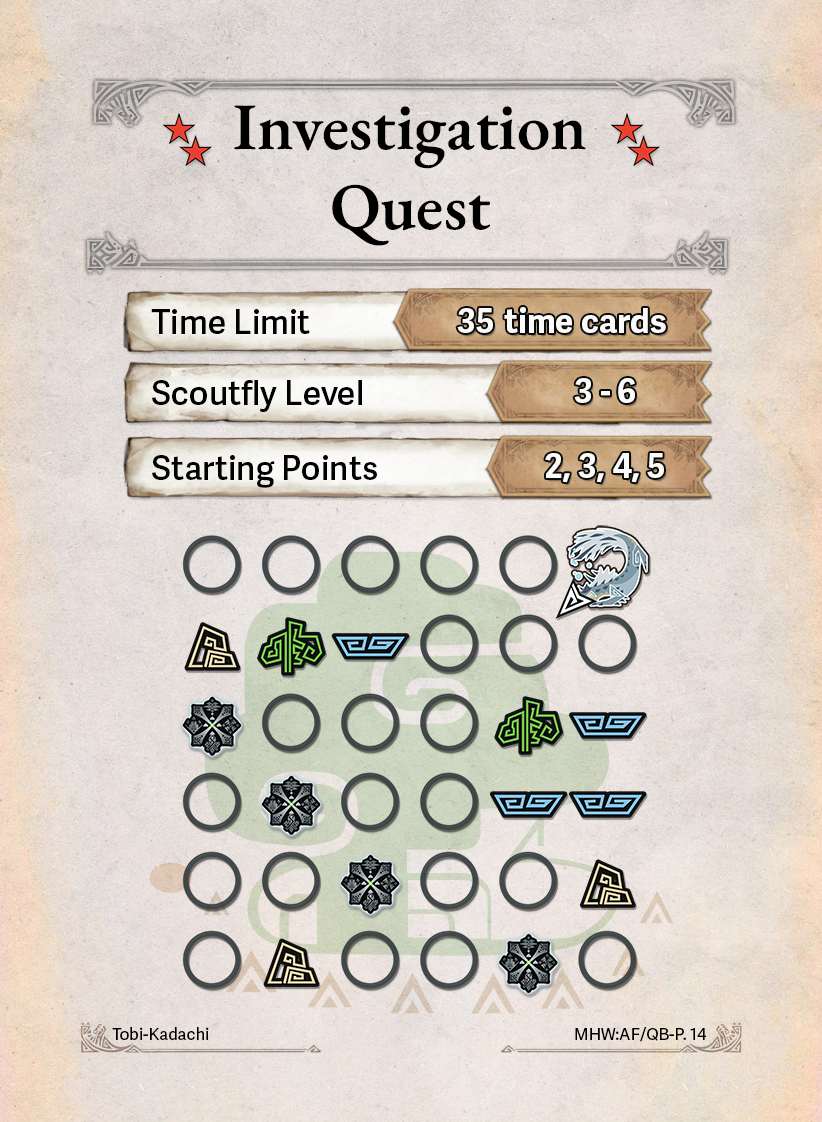 Investigation
Quest
Time Limit
35 time cards
Scoutfly Level
3 - 6
Starting Points
2, 3, 4, 5
Tobi-Kadachi
MHW:AF/QB-P. 14